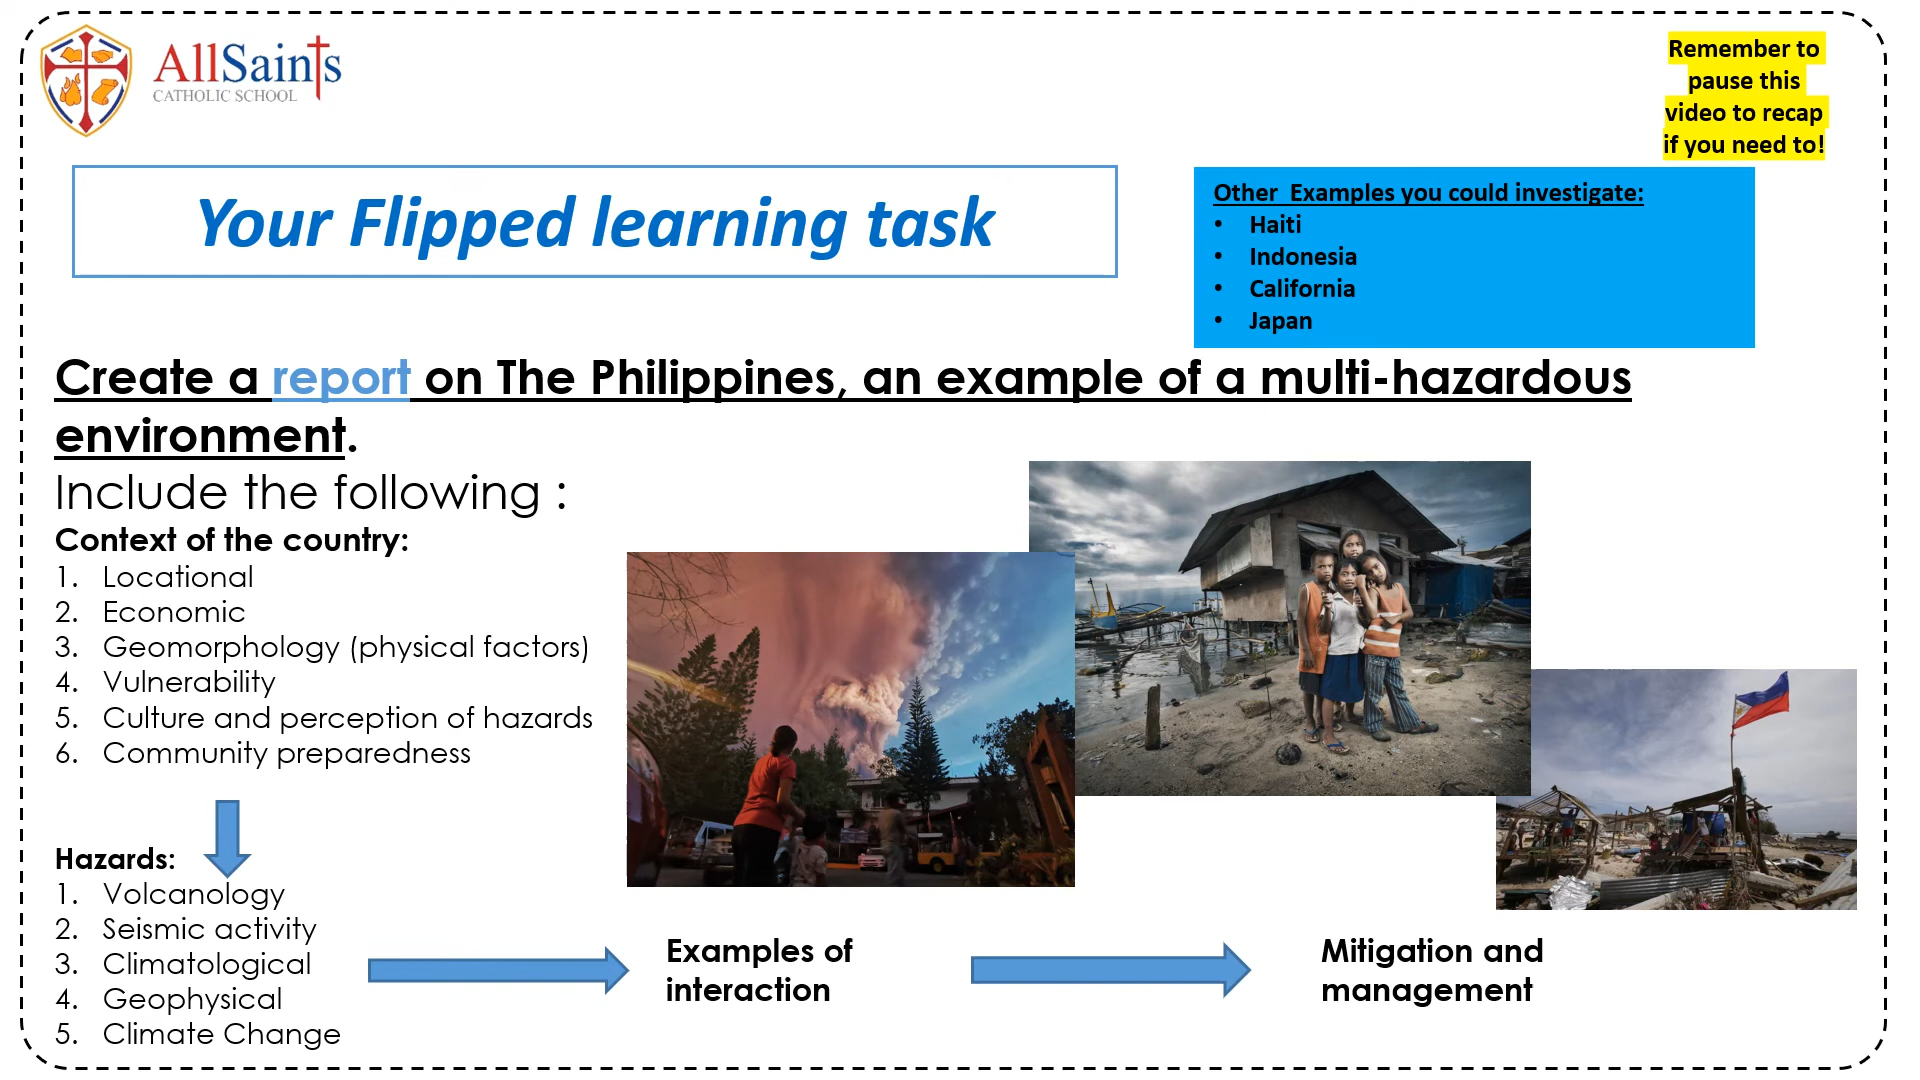 AllSaints
CATHOLIC SCHOOL
Remember to
pause this
video to recap
if you need to!
Your Flipped learning task
Other  Examples you could investigate:
• Haiti
• Indonesia
• California
• Japan
Create a report on The Philippines, an example of a multi-hazardous
environment.
Include the following :
Context of the country:
1. Locational
2. Economic
3. Geomorphology (physical factors)
4. Vulnerability
5. Culture and perception of hazards
6. Community preparedness
Hazards:
1. Volcanology
2. Seismic activity
3. Climatological
4. Geophysical
5. Climate Change
Examples of
interaction
Mitigation and
management